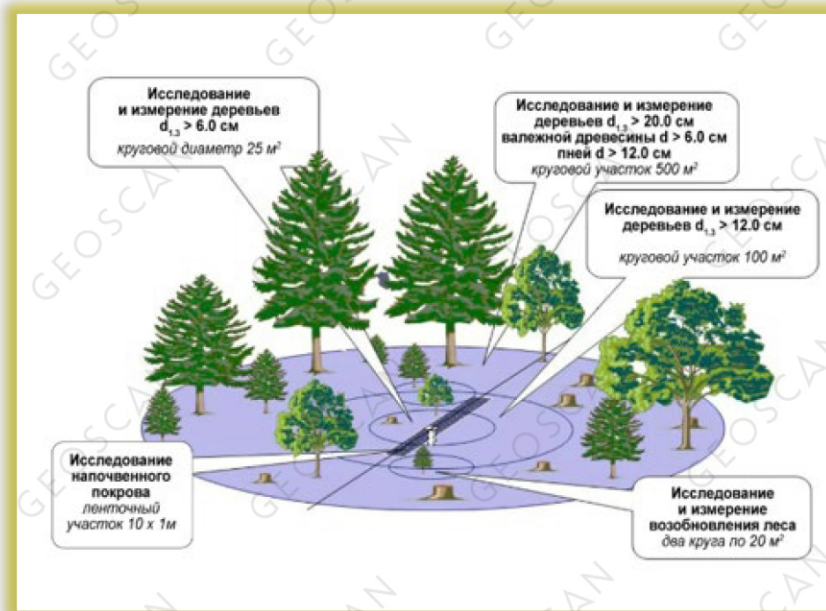 Исследование
и измерение деревьев
d1.3 > 6.0 см
круговой диаметр 25 м²
Исследование и измерение
деревьев d1.3 > 20.0 см
валежной древесины d > 6.0 см
пней d > 12.0 см
круговой участок 500 м²
Исследование и измерение
деревьев d1.3 > 12.0 см
круговой участок 100 м²
Исследование
напочвенного
покрова
ленточный
участок 10 x 1м
Исследование
и измерение
возобновления леса
два круга по 20 м²
GEOSCAN